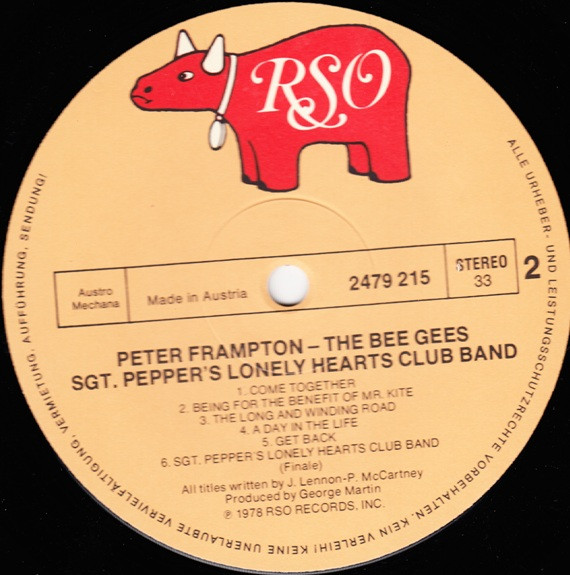 RSO
ALLE URHEBER- UND LEISTUNGSSCHUTZRECHTE VORBEHALTEN. KEIN VERLEIH! KEINE UNERLAUBTE VERVIELFÄLTIGUNG, VERMIETUNG, AUFFÜHRUNG, SENDUNG!
Austro
Mechana
Made in Austria
2479 215
STEREO
33
2
PETER FRAMPTON – THE BEE GEES
SGT. PEPPER'S LONELY HEARTS CLUB BAND
1. COME TOGETHER
2. BEING FOR THE BENEFIT OF MR. KITE
3. THE LONG AND WINDING ROAD
4. A DAY IN THE LIFE
5. GET BACK
6. SGT. PEPPER'S LONELY HEARTS CLUB BAND
(Finale)
All titles written by J. Lennon-P. McCartney
Produced by George Martin
℗ 1978 RSO RECORDS, INC.